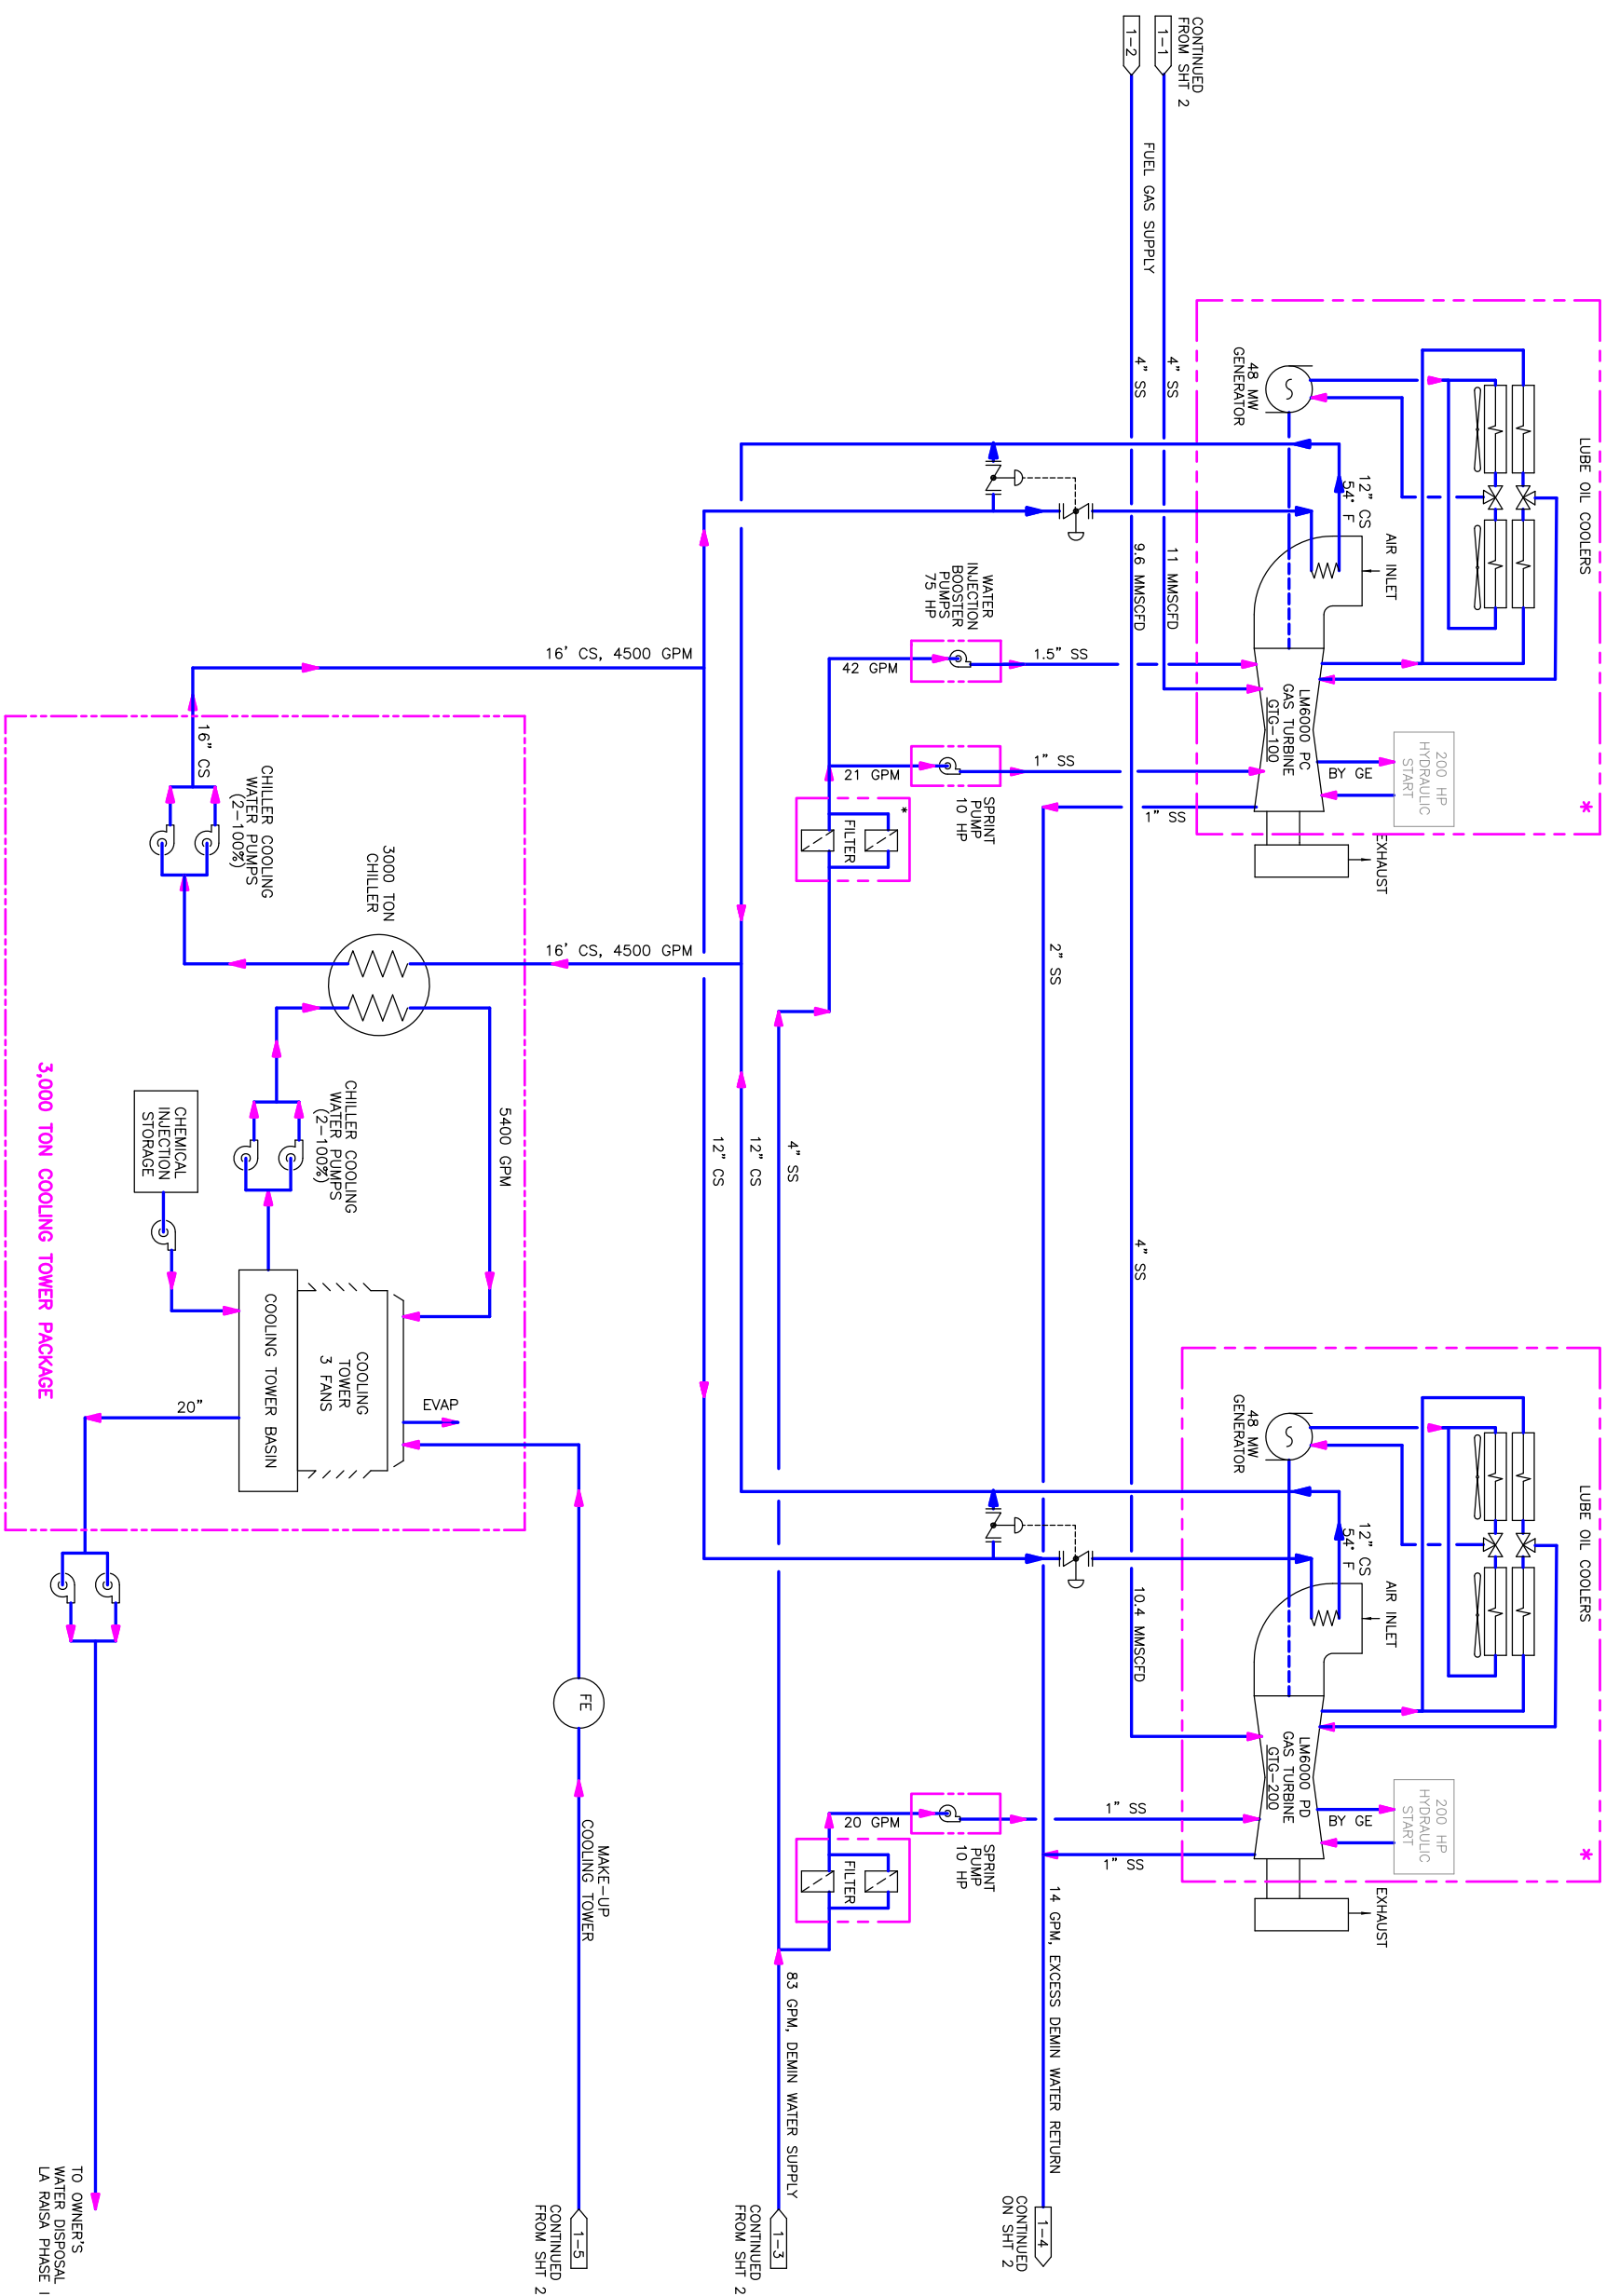 LUBE OIL COOLERS
48 MW
GENERATOR
12" CS
54° F
AIR INLET
LM6000 PC
GAS TURBINE
GTG-100
200 HP
HYDRAULIC
START
BY GE
EXHAUST
*
LUBE OIL COOLERS
48 MW
GENERATOR
12" CS
54° F
AIR INLET
LM6000 PD
GAS TURBINE
GTG-200
200 HP
HYDRAULIC
START
BY GE
EXHAUST
*
CONTINUED
FROM SHT 2
1-1
1-2
FUEL GAS SUPPLY
4" SS
4" SS
11 MMSCFD
9.6 MMSCFD
4" SS
10.4 MMSCFD
1" SS
2" SS
1" SS
14 GPM, EXCESS DEMIN WATER RETURN
1-4
CONTINUED
ON SHT 2
WATER
INJECTION
BOOSTER
PUMPS
75 HP
1.5" SS
42 GPM
1" SS
21 GPM
SPRINT
PUMP
10 HP
*
FILTER
1" SS
20 GPM
SPRINT
PUMP
10 HP
FILTER
4" SS
83 GPM, DEMIN WATER SUPPLY
1-3
CONTINUED
FROM SHT 2
12" CS
12" CS
16' CS, 4500 GPM
16' CS, 4500 GPM
16" CS
CHILLER COOLING
WATER PUMPS
(2-100%)
3000 TON
CHILLER
5400 GPM
CHILLER COOLING
WATER PUMPS
(2-100%)
CHEMICAL
INJECTION
STORAGE
COOLING
TOWER
3 FANS
COOLING TOWER BASIN
EVAP
20"
3,000 TON COOLING TOWER PACKAGE
FE
MAKE-UP
COOLING TOWER
1-5
CONTINUED
FROM SHT 2
TO OWNER'S
WATER DISPOSAL
LA RAISA PHASE I